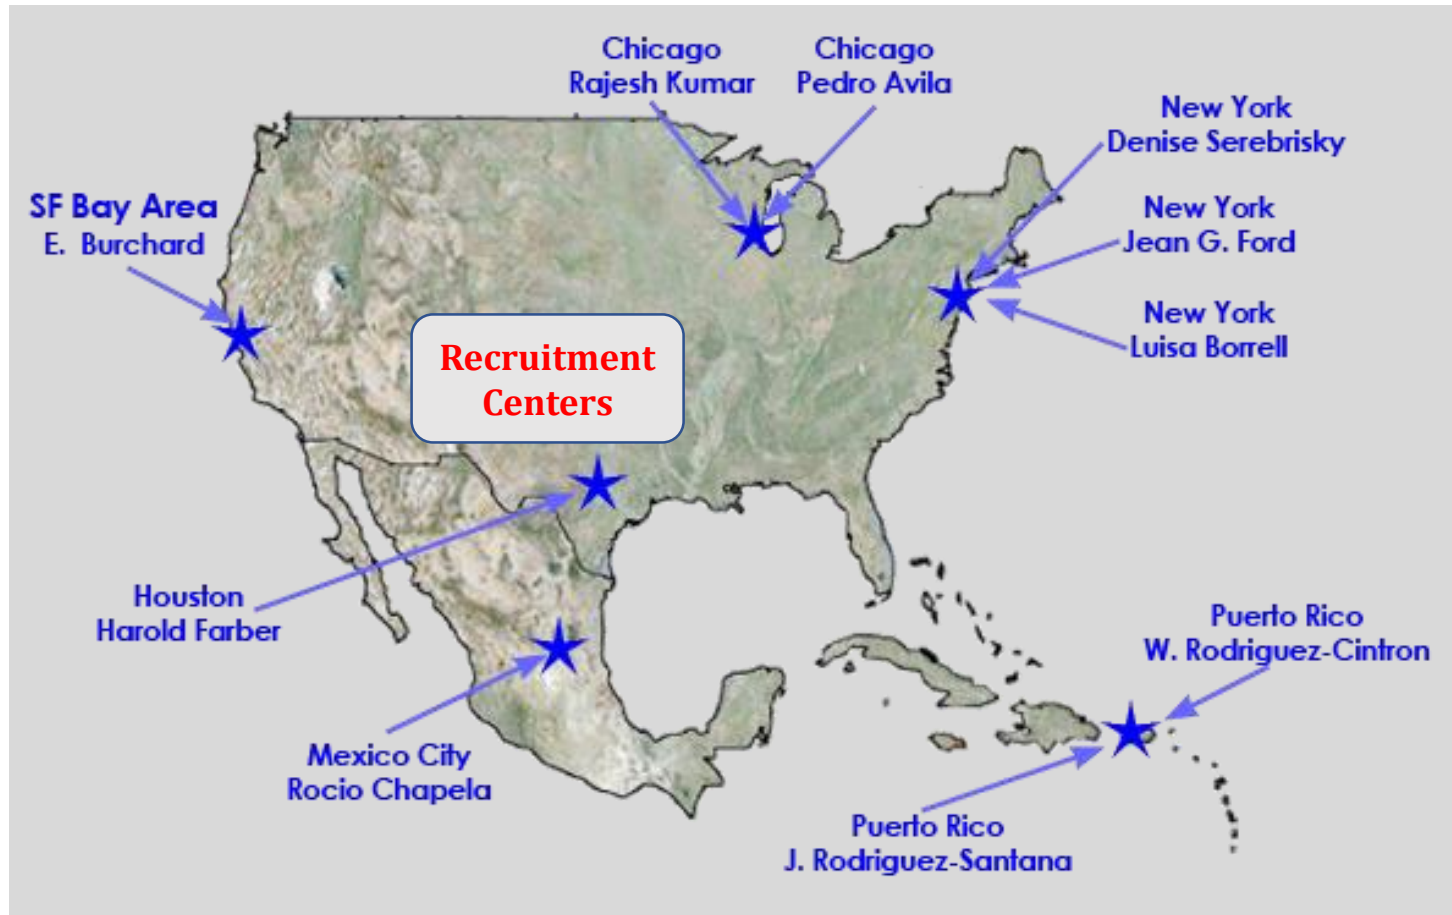 Chicago
Rajesh Kumar
Chicago
Pedro Avila
New York
Denise Serebrisky
SF Bay Area
E. Burchard
New York
Jean G. Ford
New York
Luisa Borrell
Recruitment
Centers
Houston
Harold Farber
Puerto Rico
W. Rodriguez-Cintron
Mexico City
Rocio Chapela
Puerto Rico
J. Rodriguez-Santana